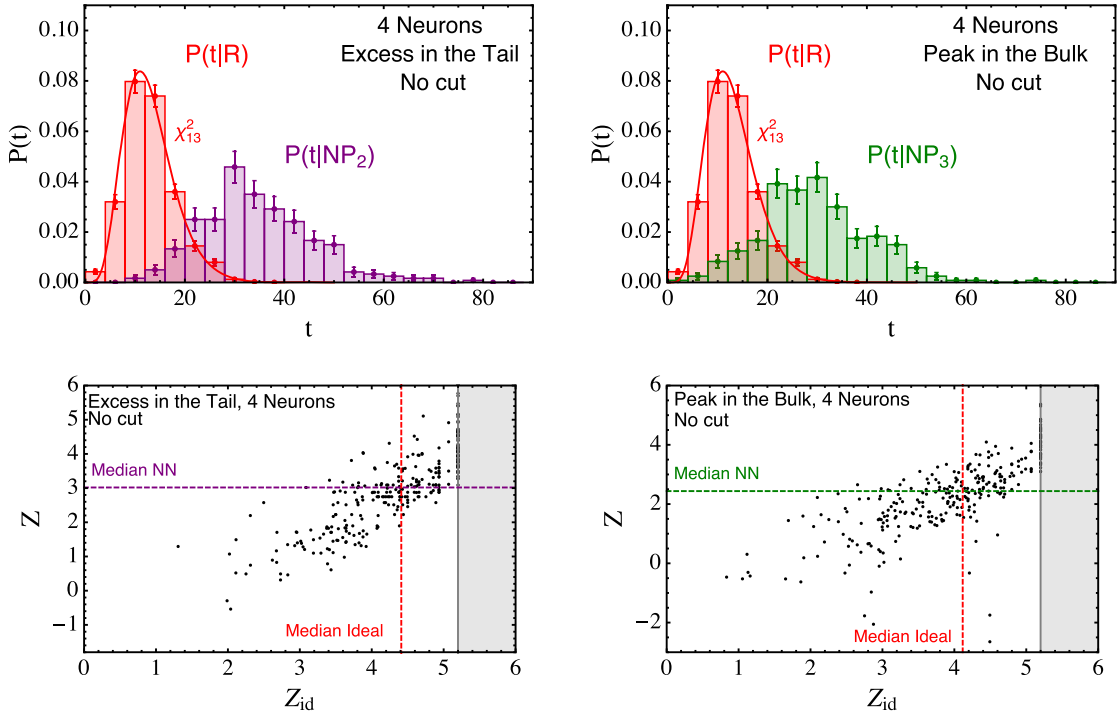 4 Neurons
Excess in the Tail
No cut
P(t|R)
χ²₁₃
P(t|NP₂)
P(t)
0.10
0.08
0.06
0.04
0.02
0.00
0 20 40 60 80
t
4 Neurons
Peak in the Bulk
No cut
P(t|R)
χ²₁₃
P(t|NP₃)
P(t)
0.10
0.08
0.06
0.04
0.02
0.00
0 20 40 60 80
t
Excess in the Tail, 4 Neurons
No cut
Median NN
Median Ideal
Z
6
5
4
3
2
1
0
−1
0 1 2 3 4 5 6
Z_id
Peak in the Bulk, 4 Neurons
No cut
Median NN
Median Ideal
Z
6
4
2
0
−2
0 1 2 3 4 5 6
Z_id